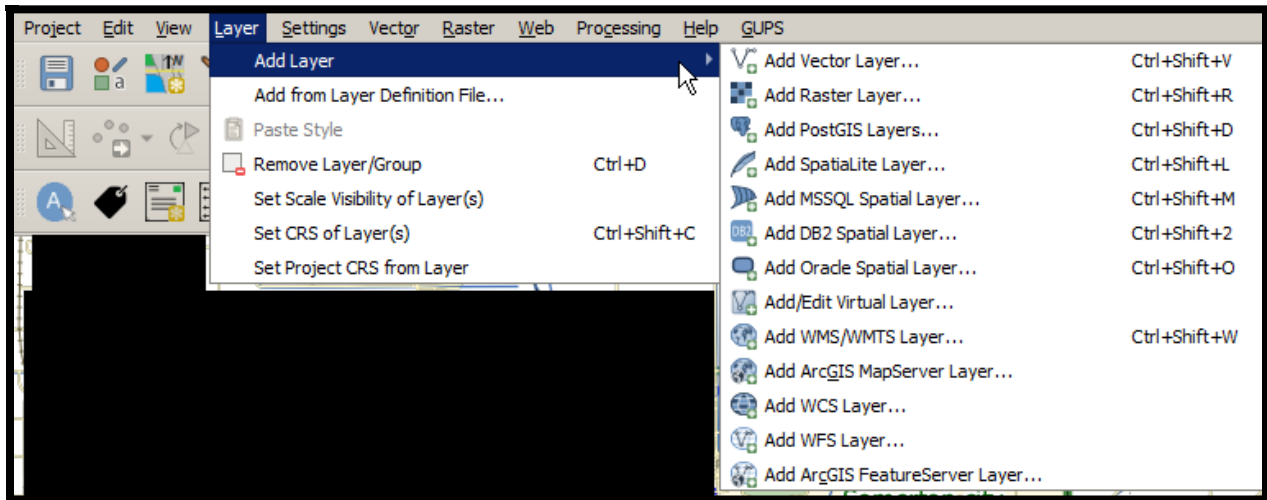 Project Edit View Layer Settings Vector Raster Web Processing Help GUPS
Add Layer
Add from Layer Definition File...
Paste Style
Remove Layer/Group Ctrl+D
Set Scale Visibility of Layer(s)
Set CRS of Layer(s) Ctrl+Shift+C
Set Project CRS from Layer
Add Vector Layer... Ctrl+Shift+V
Add Raster Layer... Ctrl+Shift+R
Add PostGIS Layers... Ctrl+Shift+D
Add SpatiaLite Layer... Ctrl+Shift+L
Add MSSQL Spatial Layer... Ctrl+Shift+M
DB2 Add DB2 Spatial Layer... Ctrl+Shift+2
Add Oracle Spatial Layer... Ctrl+Shift+O
Add/Edit Virtual Layer...
Add WMS/WMTS Layer... Ctrl+Shift+W
Add ArcGIS MapServer Layer...
Add WCS Layer...
Add WFS Layer...
Add ArcGIS FeatureServer Layer...